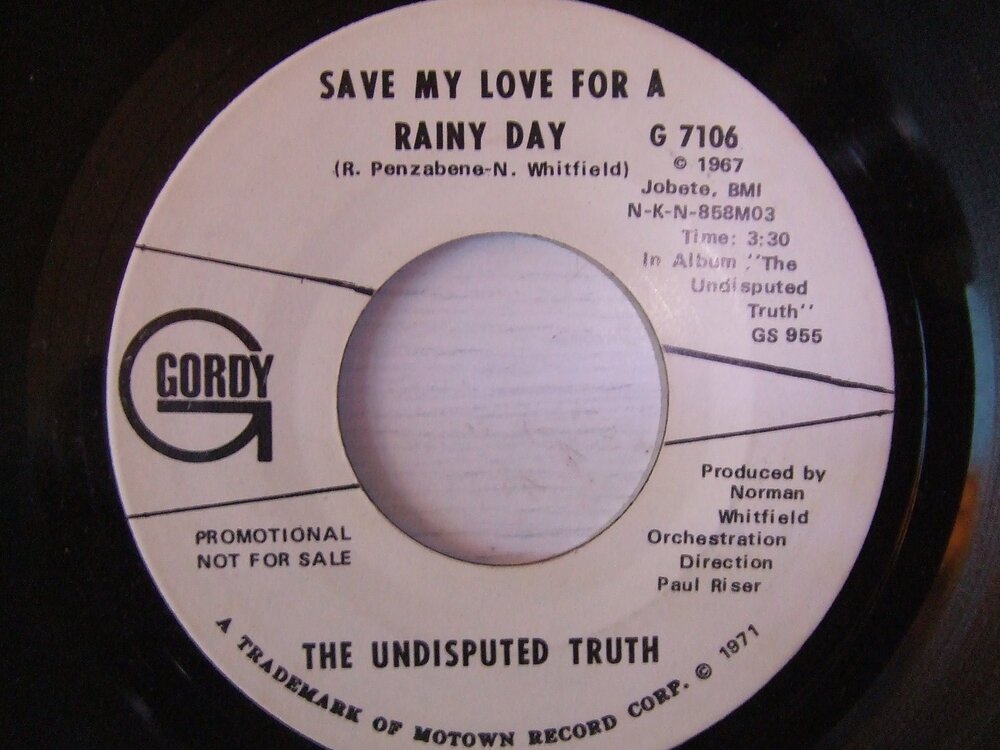 SAVE MY LOVE FOR A
RAINY DAY
(R. Penzabene-N. Whitfield)
G 7106
© 1967
Jobete, BMI
N-K-N-858M03
Time: 3:30
In Album "The
Undisputed
Truth"
GS 955
GORDY
PROMOTIONAL
NOT FOR SALE
Produced by
Norman
Whitfield
Orchestration
Direction
Paul Riser
THE UNDISPUTED TRUTH
A TRADEMARK OF MOTOWN RECORD CORP. © 1971